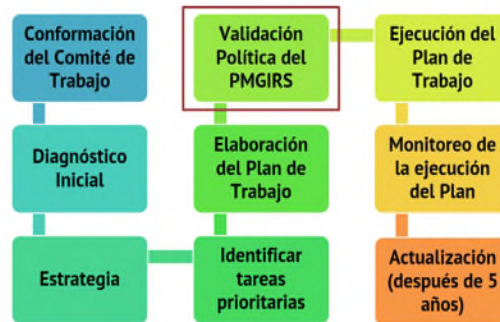 Conformación
del Comité de
Trabajo
Diagnóstico
Inicial
Estrategia
Identificar
tareas
prioritarias
Elaboración
del Plan de
Trabajo
Validación
Política del
PMGIRS
Ejecución del
Plan de
Trabajo
Monitoreo de
la ejecución
del Plan
Actualización
(después de 5
años)